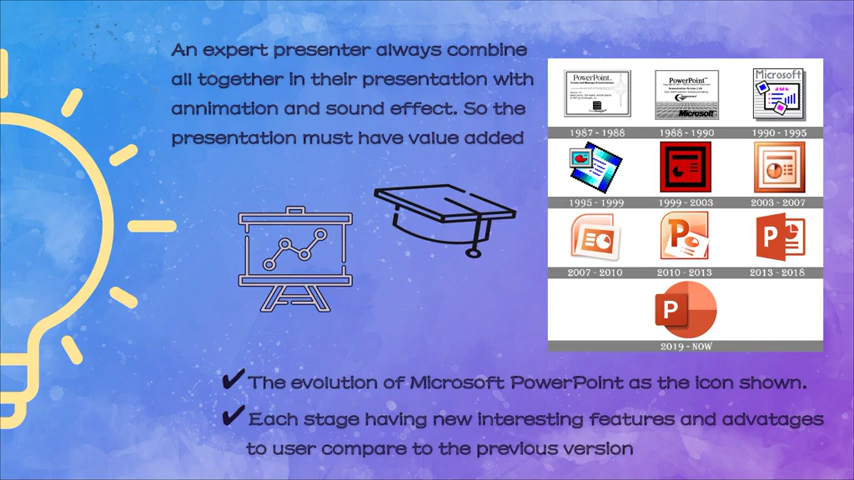 An expert presenter always combine
all together in their presentation with
annimation and sound effect. So the
presentation must have value added
PowerPoint
PowerPoint
Microsoft
Microsoft
1987 - 1988
1988 - 1990
1990 - 1995
1995 - 1999
1999 - 2003
2003 - 2007
P
P
2007 - 2010
2010 - 2013
2013 - 2018
P
2019 - NOW
✔ The evolution of Microsoft PowerPoint as the icon shown.
✔ Each stage having new interesting features and advatages
to user compare to the previous version